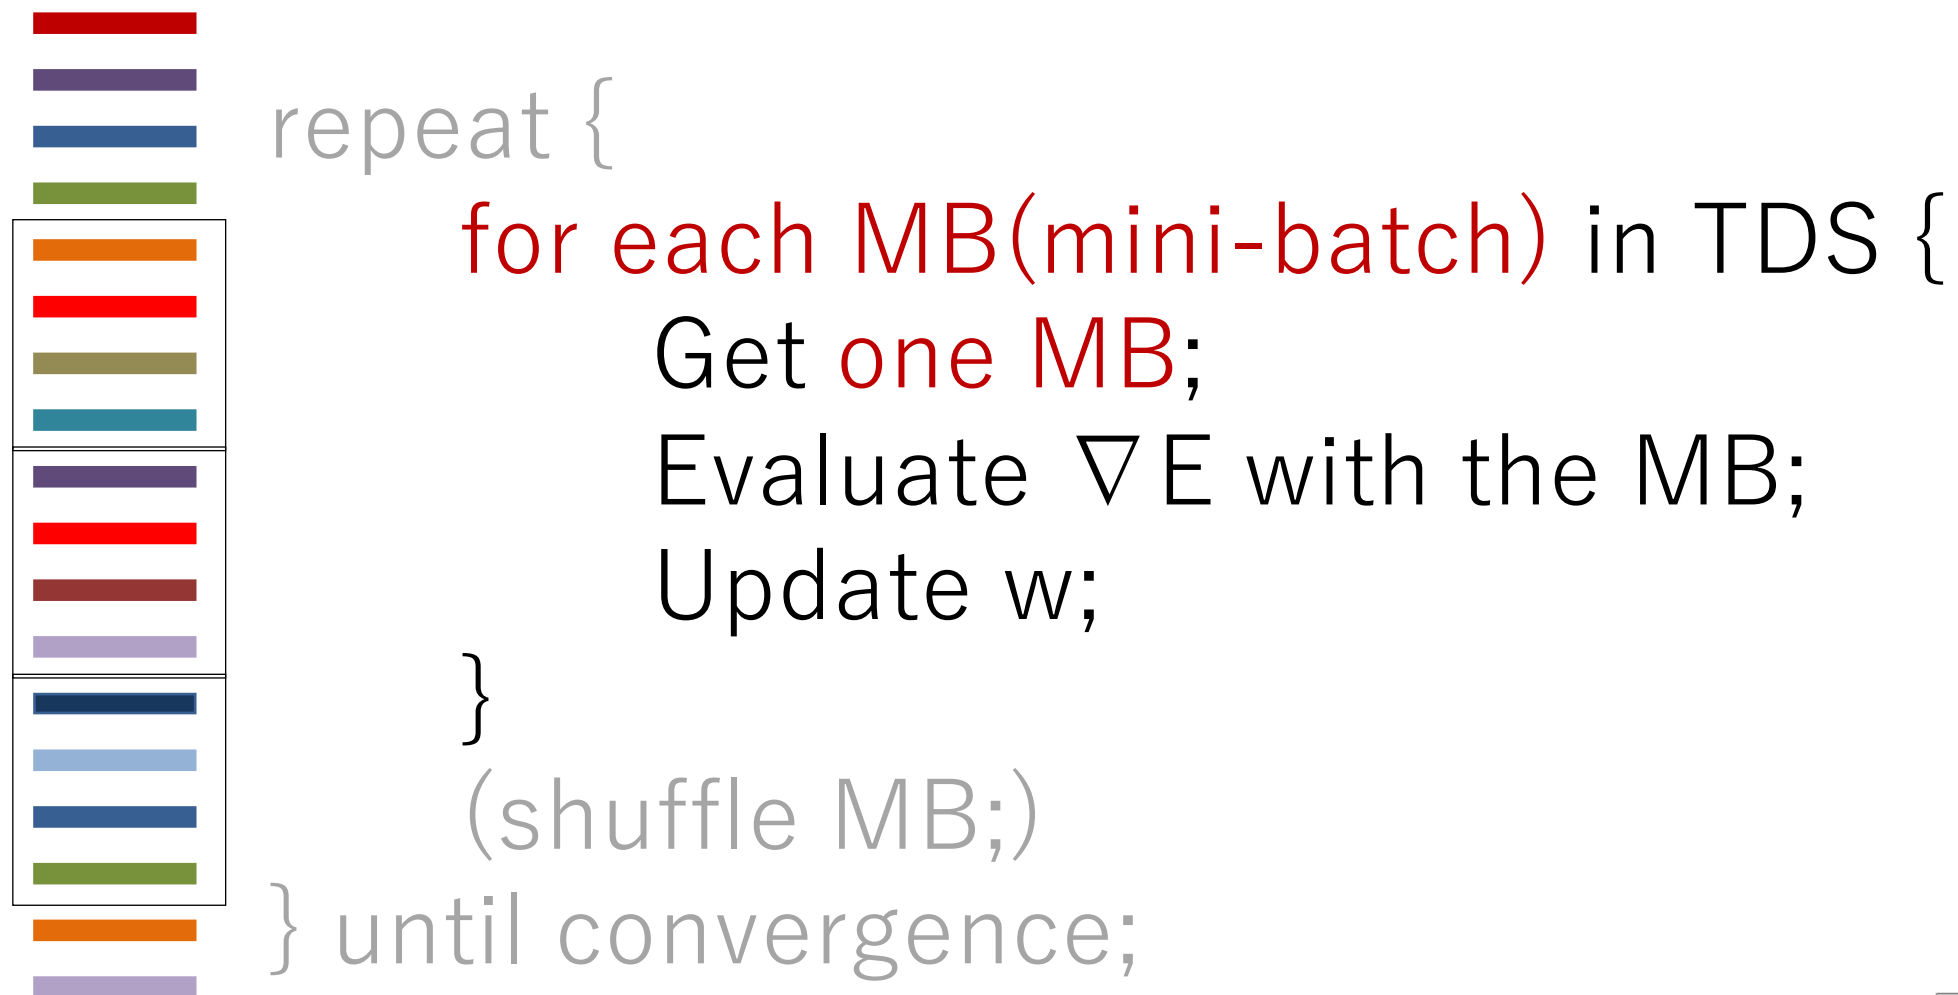 repeat {
for each MB(mini-batch) in TDS {
Get one MB;
Evaluate ∇E with the MB;
Update w;
}
(shuffle MB;)
} until convergence;